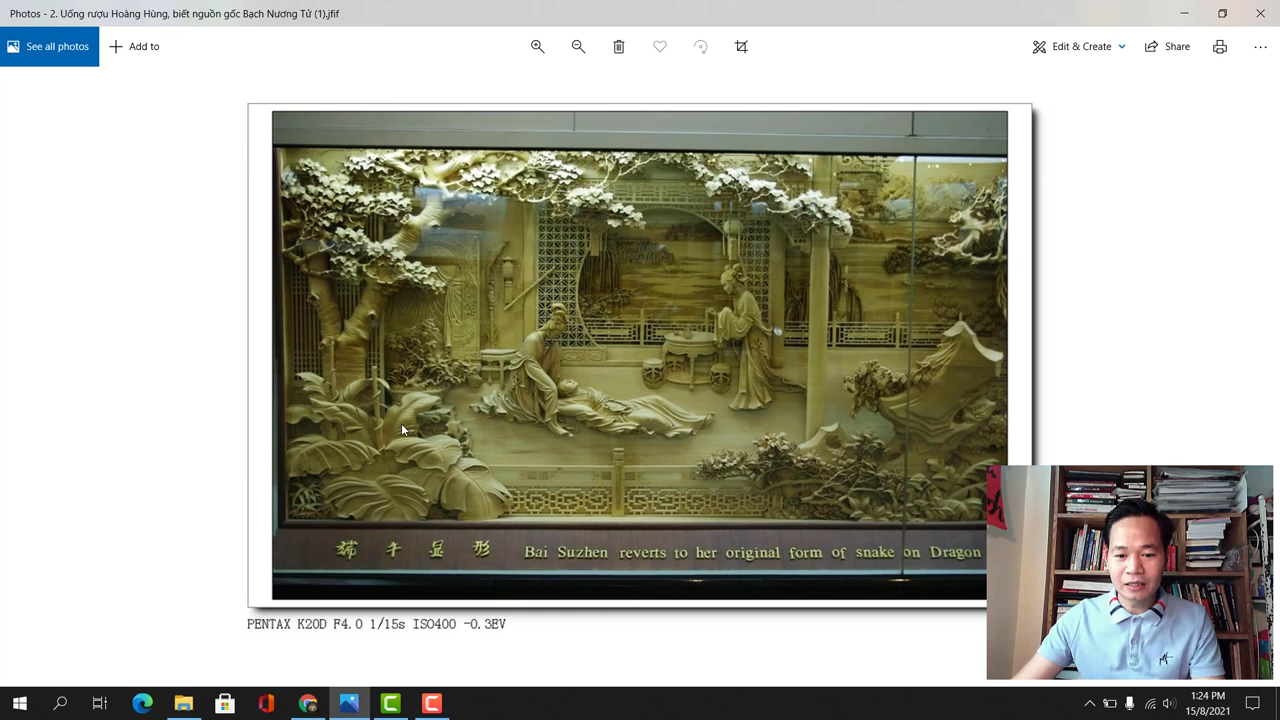 Photos - 2. Uống rượu Hoàng Hùng, biết nguồn gốc Bạch Nương Tử (1).jfif
See all photos
Add to
Edit & Create
Share
端午显形 Bai Suzhen reverts to her original form of snake on Dragon
PENTAX K20D F4.0 1/15s ISO400 -0.3EV
1:24 PM
15/8/2021